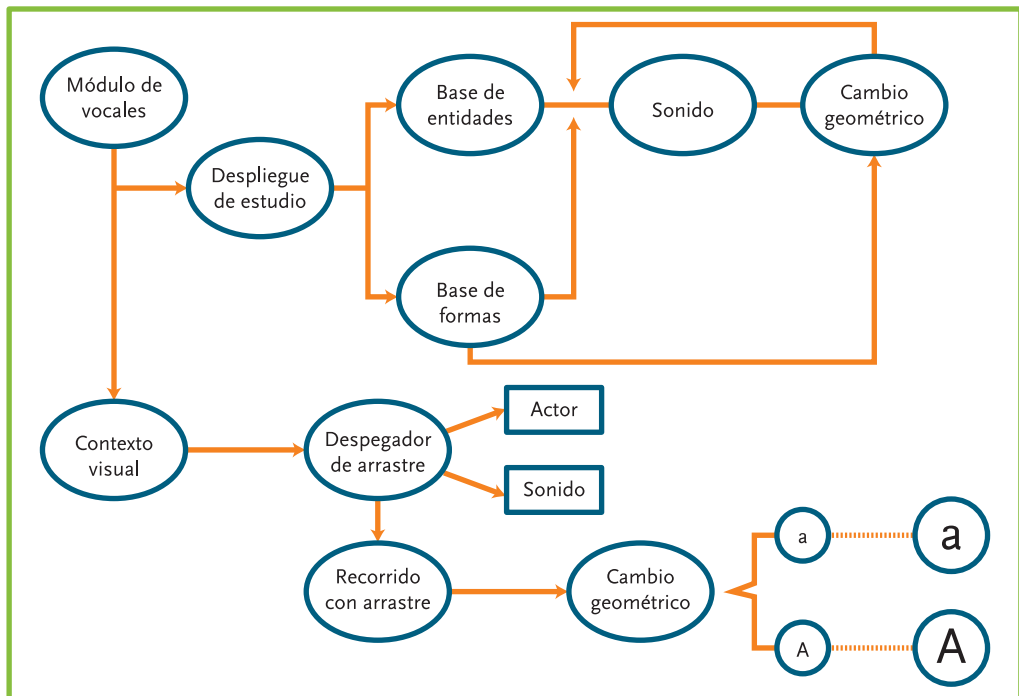 Módulo de
vocales
Despliegue
de estudio
Base de
entidades
Sonido
Cambio
geométrico
Base de
formas
Contexto
visual
Despegador
de arrastre
Actor
Sonido
Recorrido
con arrastre
Cambio
geométrico
a
a
A
A